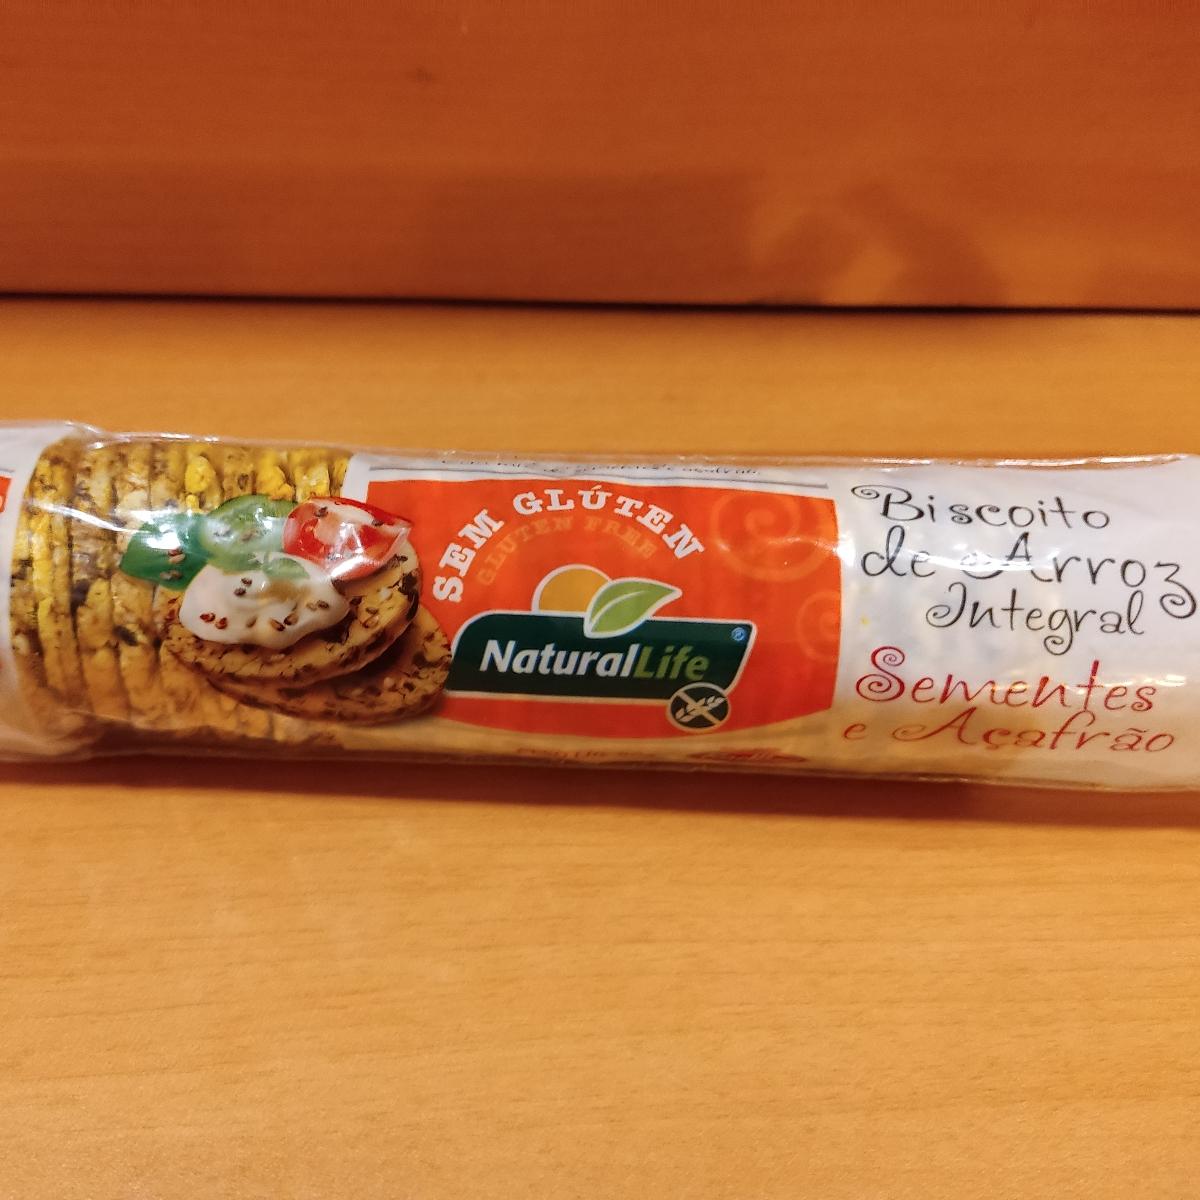 SEM GLÚTEN
GLUTEN FREE
NaturalLife®
Biscoito
de Arroz
Integral
Sementes
e Açafrão